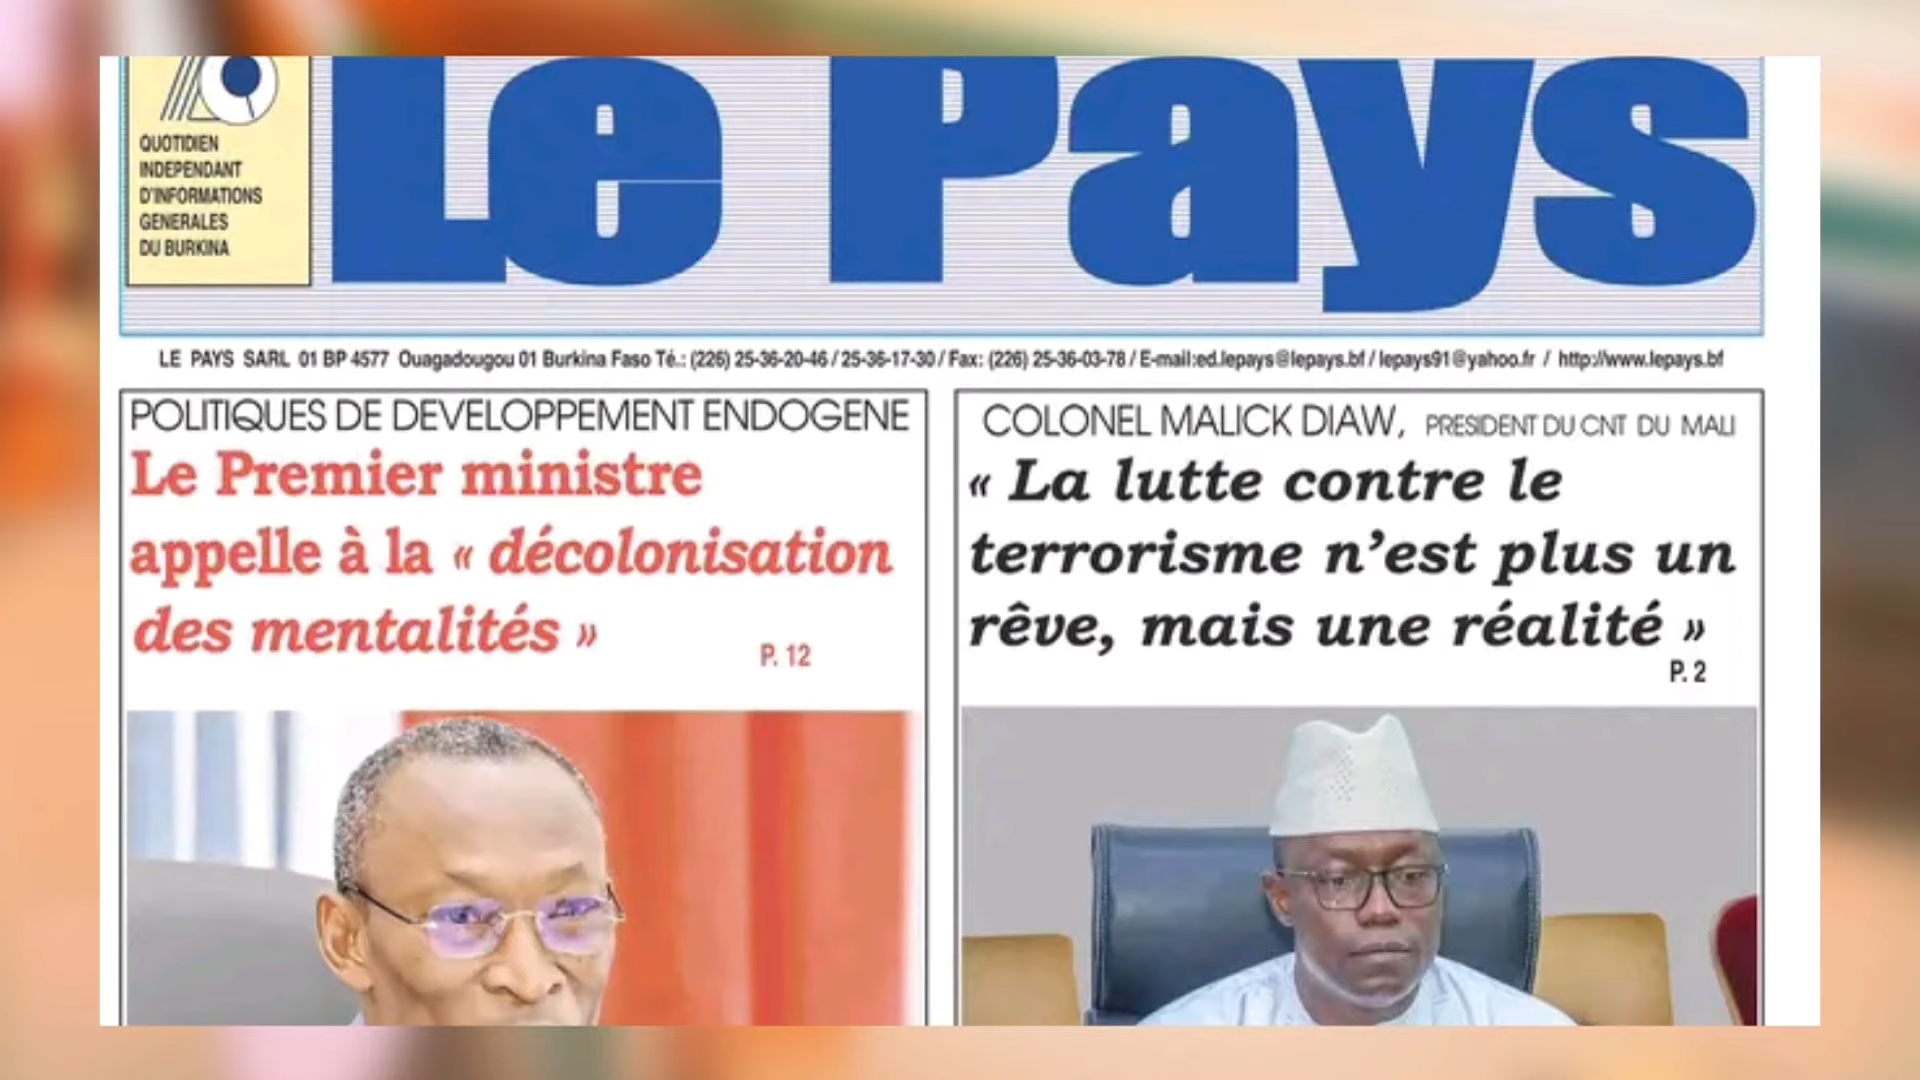 QUOTIDIEN
INDEPENDANT
D'INFORMATIONS
GENERALES
DU BURKINA
Le Pays
LE PAYS SARL 01 BP 4577 Ouagadougou 01 Burkina Faso Té.: (226) 25-36-20-46 / 25-36-17-30 / Fax: (226) 25-36-03-78 / E-mail:ed.lepays@lepays.bf / lepays91@yahoo.fr / http://www.lepays.bf
POLITIQUES DE DEVELOPPEMENT ENDOGENE
Le Premier ministre
appelle à la « décolonisation
des mentalités »
P. 12
COLONEL MALICK DIAW, PRESIDENT DU CNT DU MALI
« La lutte contre le
terrorisme n'est plus un
rêve, mais une réalité »
P. 2